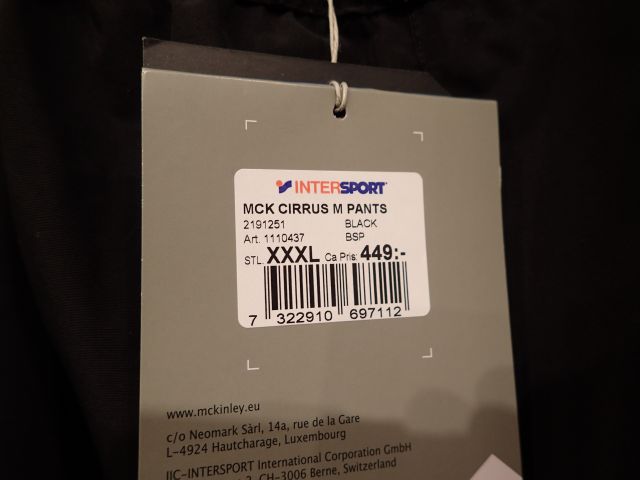 INTERSPORT
MCK CIRRUS M PANTS
2191251 BLACK
Art. 1110437 BSP
STL. XXXL Ca Pris: 449:-
7 322910 697112
www.mckinley.eu
c/o Neomark Sàrl, 14a, rue de la Gare
L-4924 Hautcharage, Luxembourg
IIC-INTERSPORT International Corporation GmbH
CH-3006 Berne, Switzerland